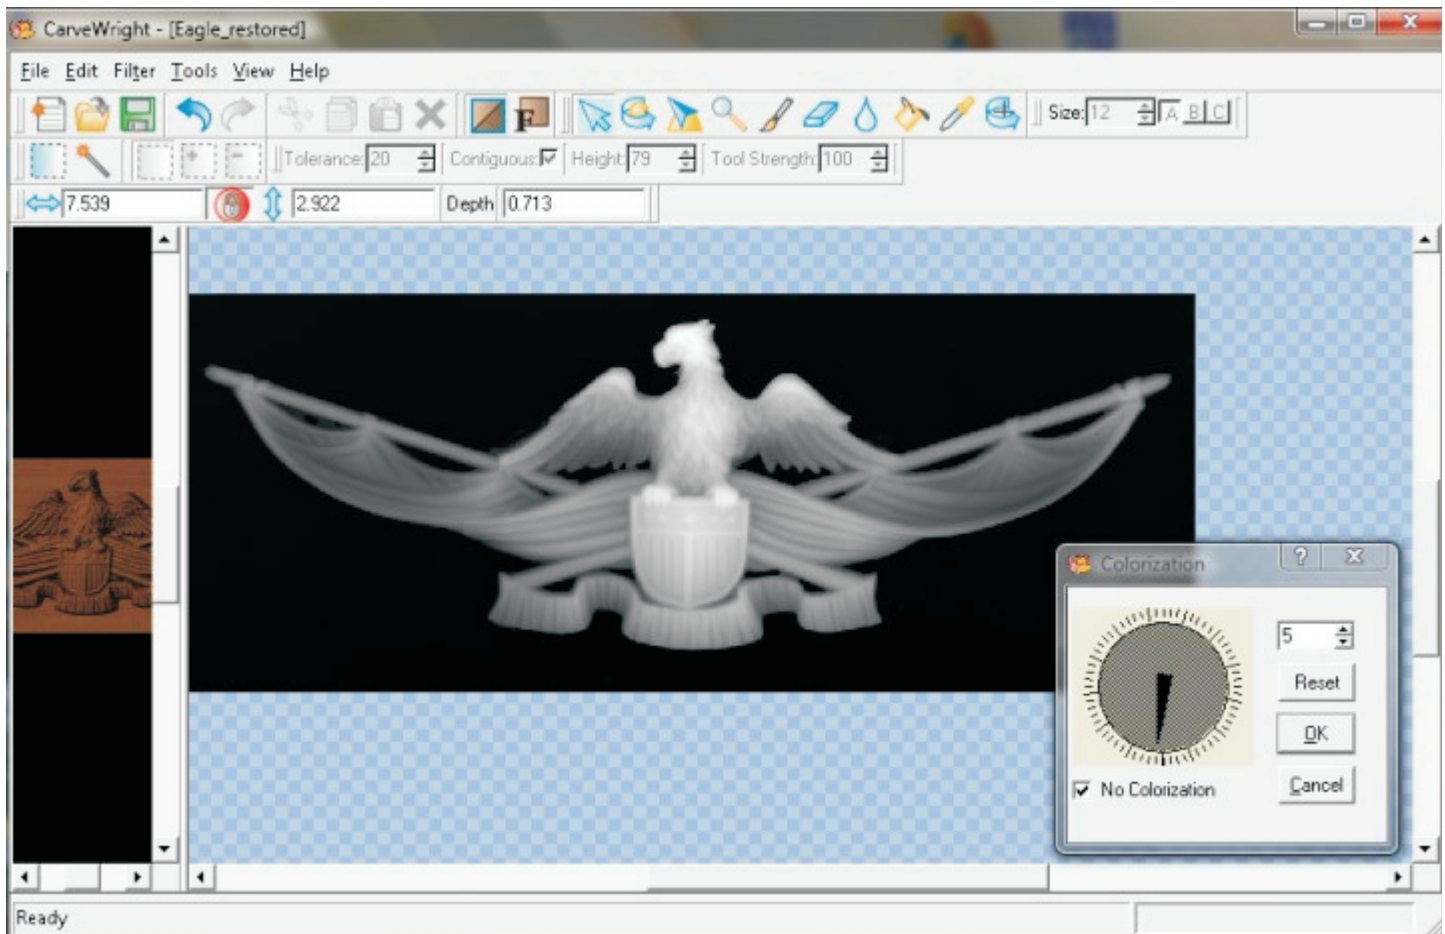 CarveWright - [Eagle_restored]
File Edit Filter Tools View Help
F Size: 12 A B C
Tolerance: 20 Contiguous: Height: 79 Tool Strength: 100
7.539 2.922 Depth 0.713
Colorization ?
5
Reset
OK
No Colorization Cancel
Ready